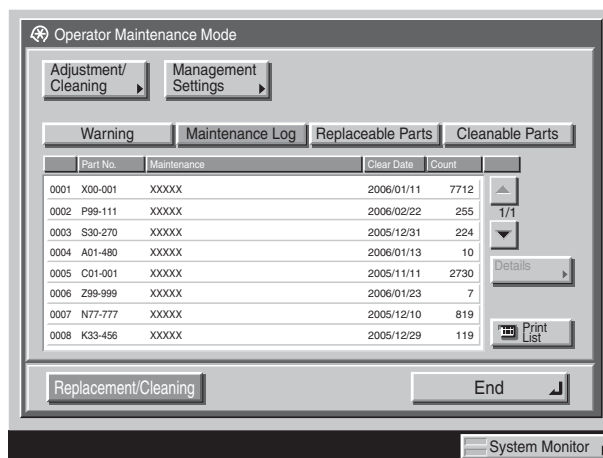 Operator Maintenance Mode
Adjustment/
Cleaning
Management
Settings
Warning Maintenance Log Replaceable Parts Cleanable Parts
Part No. Maintenance Clear Date Count
0001 X00-001 XXXXX 2006/01/11 7712
0002 P99-111 XXXXX 2006/02/22 255
1/1
0003 S30-270 XXXXX 2005/12/31 224
0004 A01-480 XXXXX 2006/01/13 10
0005 C01-001 XXXXX 2005/11/11 2730
Details
0006 Z99-999 XXXXX 2006/01/23 7
0007 N77-777 XXXXX 2005/12/10 819
0008 K33-456 XXXXX 2005/12/29 119
Print
List
Replacement/Cleaning End
System Monitor